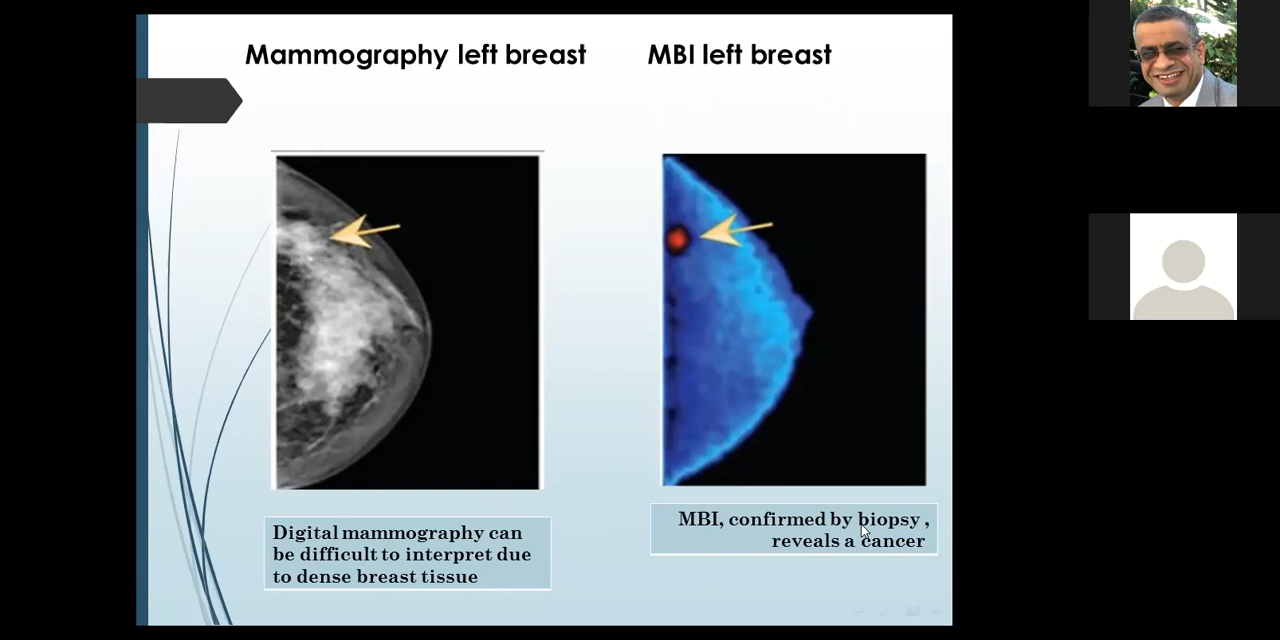 Mammography left breast
MBI left breast
Digital mammography can
be difficult to interpret due
to dense breast tissue
MBI, confirmed by biopsy ,
reveals a cancer